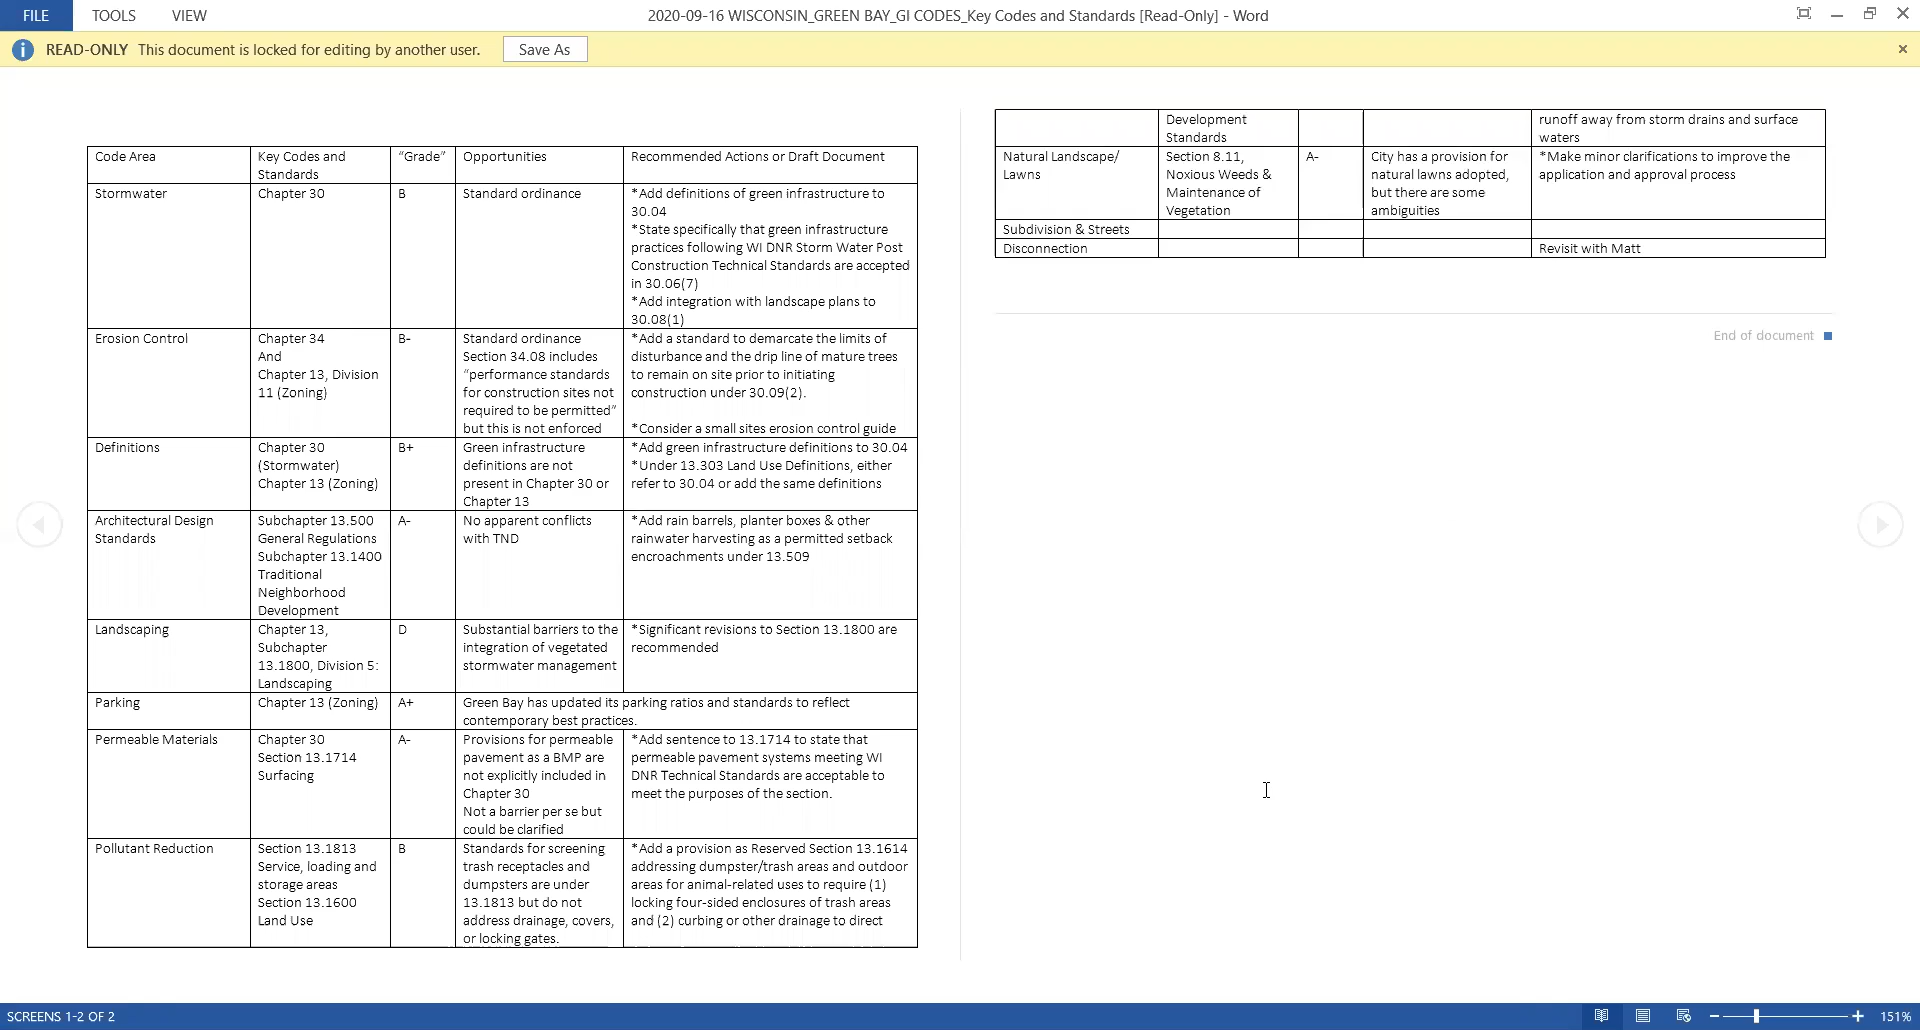 FILE TOOLS VIEW 2020-09-16 WISCONSIN_GREEN BAY_GI CODES_Key Codes and Standards [Read-Only] - Word
READ-ONLY This document is locked for editing by another user. Save As
Code Area
Key Codes and
Standards
“Grade”
Opportunities
Recommended Actions or Draft Document
Stormwater
Chapter 30
B
Standard ordinance
*Add definitions of green infrastructure to
30.04
*State specifically that green infrastructure
practices following WI DNR Storm Water Post
Construction Technical Standards are accepted
in 30.06(7)
*Add integration with landscape plans to
30.08(1)
Erosion Control
Chapter 34
And
Chapter 13, Division
11 (Zoning)
B-
Standard ordinance
Section 34.08 includes
“performance standards
for construction sites not
required to be permitted”
but this is not enforced
*Add a standard to demarcate the limits of
disturbance and the drip line of mature trees
to remain on site prior to initiating
construction under 30.09(2).
*Consider a small sites erosion control guide
Definitions
Chapter 30
(Stormwater)
Chapter 13 (Zoning)
B+
Green infrastructure
definitions are not
present in Chapter 30 or
Chapter 13
*Add green infrastructure definitions to 30.04
*Under 13.303 Land Use Definitions, either
refer to 30.04 or add the same definitions
Architectural Design
Standards
Subchapter 13.500
General Regulations
Subchapter 13.1400
Traditional
Neighborhood
Development
A-
No apparent conflicts
with TND
*Add rain barrels, planter boxes & other
rainwater harvesting as a permitted setback
encroachments under 13.509
Landscaping
Chapter 13,
Subchapter
13.1800, Division 5:
Landscaping
D
Substantial barriers to the
integration of vegetated
stormwater management
*Significant revisions to Section 13.1800 are
recommended
Parking
Chapter 13 (Zoning)
A+
Green Bay has updated its parking ratios and standards to reflect
contemporary best practices.
Permeable Materials
Chapter 30
Section 13.1714
Surfacing
A-
Provisions for permeable
pavement as a BMP are
not explicitly included in
Chapter 30
Not a barrier per se but
could be clarified
*Add sentence to 13.1714 to state that
permeable pavement systems meeting WI
DNR Technical Standards are acceptable to
meet the purposes of the section.
Pollutant Reduction
Section 13.1813
Service, loading and
storage areas
Section 13.1600
Land Use
B
Standards for screening
trash receptacles and
dumpsters are under
13.1813 but do not
address drainage, covers,
or locking gates.
*Add a provision as Reserved Section 13.1614
addressing dumpster/trash areas and outdoor
areas for animal-related uses to require (1)
locking four-sided enclosures of trash areas
and (2) curbing or other drainage to direct
Development
Standards
runoff away from storm drains and surface
waters
Natural Landscape/
Lawns
Section 8.11,
Noxious Weeds &
Maintenance of
Vegetation
A-
City has a provision for
natural lawns adopted,
but there are some
ambiguities
*Make minor clarifications to improve the
application and approval process
Subdivision & Streets
Disconnection
Revisit with Matt
End of document
SCREENS 1-2 OF 2
151%